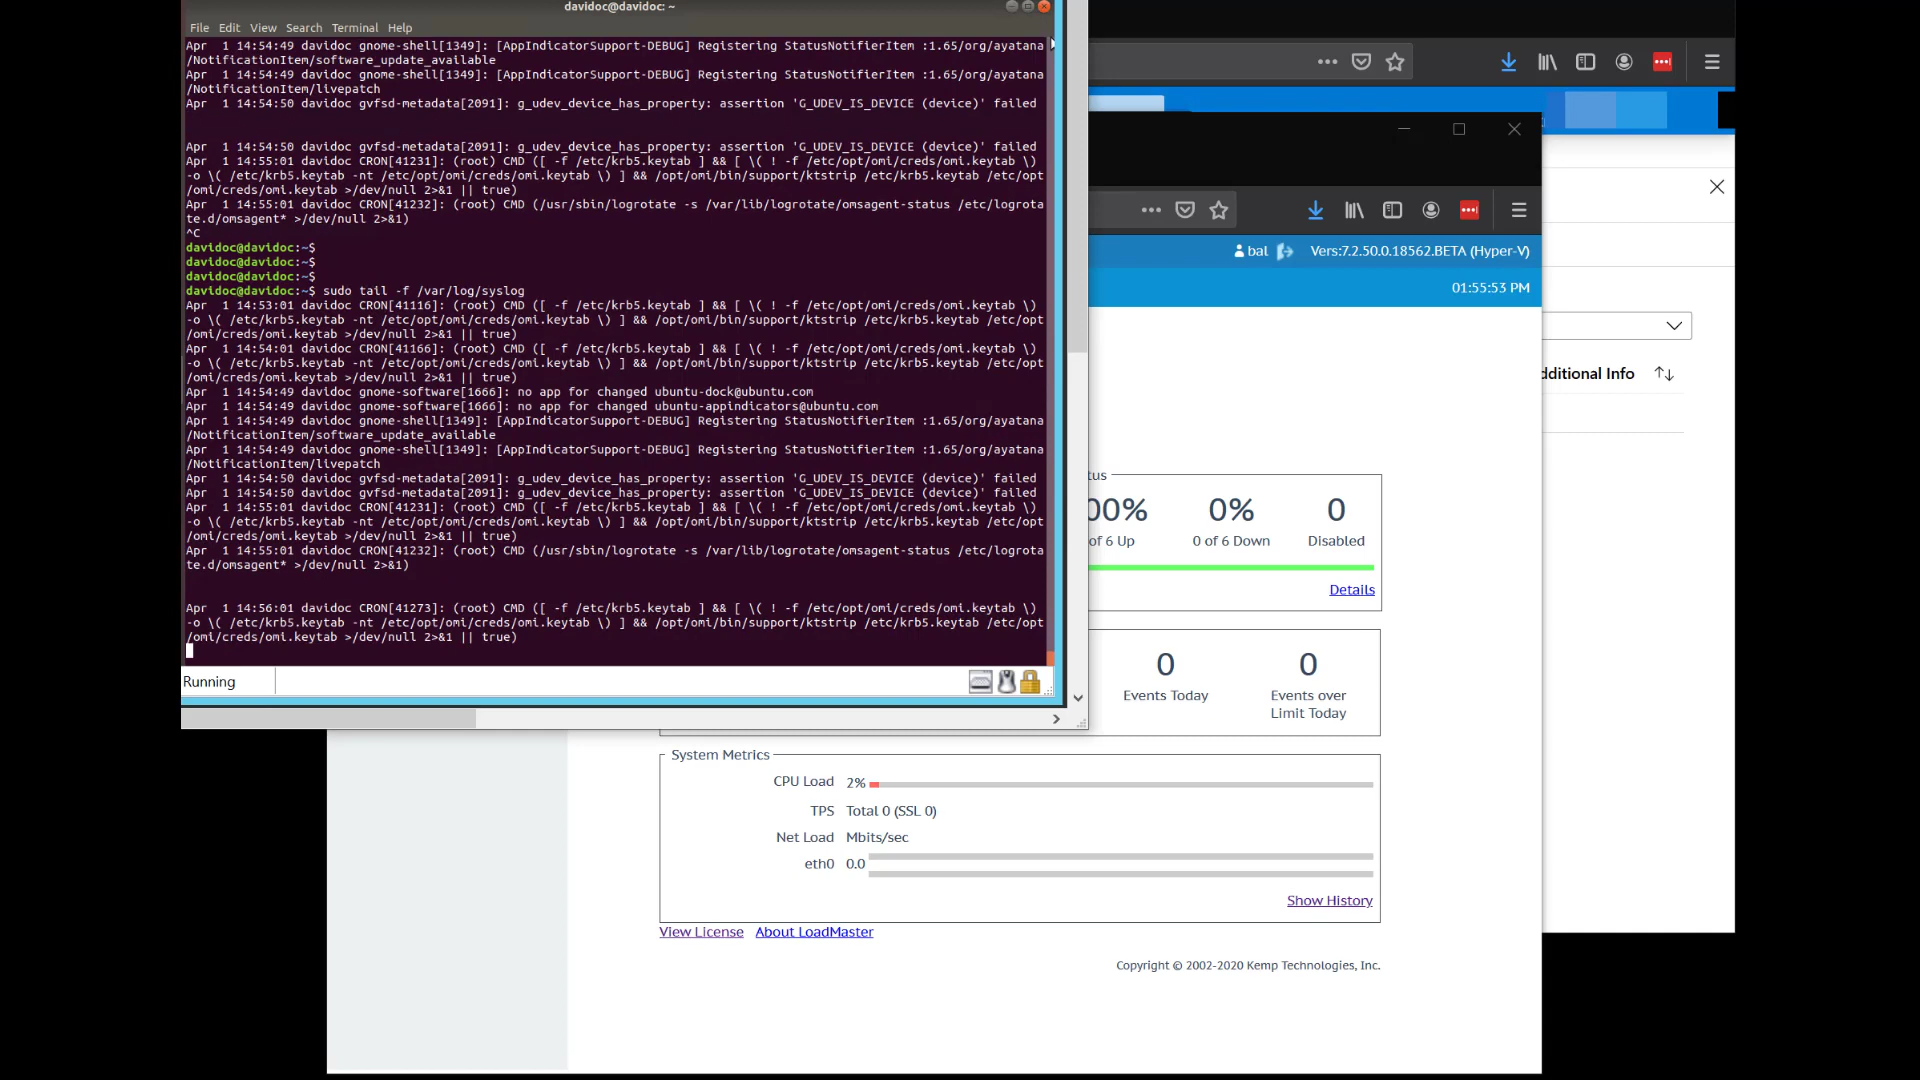 davidoc@davidoc: ~
File Edit View Search Terminal Help
Apr  1 14:54:49 davidoc gnome-shell[1349]: [AppIndicatorSupport-DEBUG] Registering StatusNotifierItem :1.65/org/ayatana
/NotificationItem/software_update_available
Apr  1 14:54:49 davidoc gnome-shell[1349]: [AppIndicatorSupport-DEBUG] Registering StatusNotifierItem :1.65/org/ayatana
/NotificationItem/livepatch
Apr  1 14:54:50 davidoc gvfsd-metadata[2091]: g_udev_device_has_property: assertion 'G_UDEV_IS_DEVICE (device)' failed
Apr  1 14:54:50 davidoc gvfsd-metadata[2091]: g_udev_device_has_property: assertion 'G_UDEV_IS_DEVICE (device)' failed
Apr  1 14:55:01 davidoc CRON[41231]: (root) CMD ([ -f /etc/krb5.keytab ] && [ \( ! -f /etc/opt/omi/creds/omi.keytab \)
-o \( /etc/krb5.keytab -nt /etc/opt/omi/creds/omi.keytab \) ] && /opt/omi/bin/support/ktstrip /etc/krb5.keytab /etc/opt
/omi/creds/omi.keytab >/dev/null 2>&1 || true)
Apr  1 14:55:01 davidoc CRON[41232]: (root) CMD (/usr/sbin/logrotate -s /var/lib/logrotate/omsagent-status /etc/logrota
te.d/omsagent* >/dev/null 2>&1)
^C
davidoc@davidoc:~$
davidoc@davidoc:~$
davidoc@davidoc:~$
davidoc@davidoc:~$ sudo tail -f /var/log/syslog
Apr  1 14:53:01 davidoc CRON[41116]: (root) CMD ([ -f /etc/krb5.keytab ] && [ \( ! -f /etc/opt/omi/creds/omi.keytab \)
-o \( /etc/krb5.keytab -nt /etc/opt/omi/creds/omi.keytab \) ] && /opt/omi/bin/support/ktstrip /etc/krb5.keytab /etc/opt
/omi/creds/omi.keytab >/dev/null 2>&1 || true)
Apr  1 14:54:01 davidoc CRON[41166]: (root) CMD ([ -f /etc/krb5.keytab ] && [ \( ! -f /etc/opt/omi/creds/omi.keytab \)
-o \( /etc/krb5.keytab -nt /etc/opt/omi/creds/omi.keytab \) ] && /opt/omi/bin/support/ktstrip /etc/krb5.keytab /etc/opt
/omi/creds/omi.keytab >/dev/null 2>&1 || true)
Apr  1 14:54:49 davidoc gnome-software[1666]: no app for changed ubuntu-dock@ubuntu.com
Apr  1 14:54:49 davidoc gnome-software[1666]: no app for changed ubuntu-appindicators@ubuntu.com
Apr  1 14:54:49 davidoc gnome-shell[1349]: [AppIndicatorSupport-DEBUG] Registering StatusNotifierItem :1.65/org/ayatana
/NotificationItem/software_update_available
Apr  1 14:54:49 davidoc gnome-shell[1349]: [AppIndicatorSupport-DEBUG] Registering StatusNotifierItem :1.65/org/ayatana
/NotificationItem/livepatch
Apr  1 14:54:50 davidoc gvfsd-metadata[2091]: g_udev_device_has_property: assertion 'G_UDEV_IS_DEVICE (device)' failed
Apr  1 14:54:50 davidoc gvfsd-metadata[2091]: g_udev_device_has_property: assertion 'G_UDEV_IS_DEVICE (device)' failed
Apr  1 14:55:01 davidoc CRON[41231]: (root) CMD ([ -f /etc/krb5.keytab ] && [ \( ! -f /etc/opt/omi/creds/omi.keytab \)
-o \( /etc/krb5.keytab -nt /etc/opt/omi/creds/omi.keytab \) ] && /opt/omi/bin/support/ktstrip /etc/krb5.keytab /etc/opt
/omi/creds/omi.keytab >/dev/null 2>&1 || true)
Apr  1 14:55:01 davidoc CRON[41232]: (root) CMD (/usr/sbin/logrotate -s /var/lib/logrotate/omsagent-status /etc/logrota
te.d/omsagent* >/dev/null 2>&1)
Apr  1 14:56:01 davidoc CRON[41273]: (root) CMD ([ -f /etc/krb5.keytab ] && [ \( ! -f /etc/opt/omi/creds/omi.keytab \)
-o \( /etc/krb5.keytab -nt /etc/opt/omi/creds/omi.keytab \) ] && /opt/omi/bin/support/ktstrip /etc/krb5.keytab /etc/opt
/omi/creds/omi.keytab >/dev/null 2>&1 || true)
Running
bal Vers:7.2.50.0.18562.BETA (Hyper-V)
01:55:53 PM
dditional Info
tus
00% 0% 0
of 6 Up 0 of 6 Down Disabled
Details
0 0
Events Today Events over
Limit Today
System Metrics
CPU Load 2%
TPS Total 0 (SSL 0)
Net Load Mbits/sec
eth0 0.0
Show History
View License About LoadMaster
Copyright © 2002-2020 Kemp Technologies, Inc.